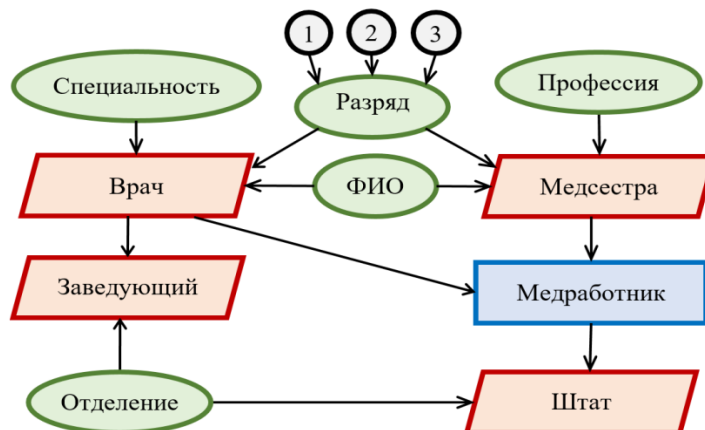 1 2 3
Специальность
Разряд
Профессия
Врач
ФИО
Медсестра
Заведующий
Медработник
Отделение
Штат